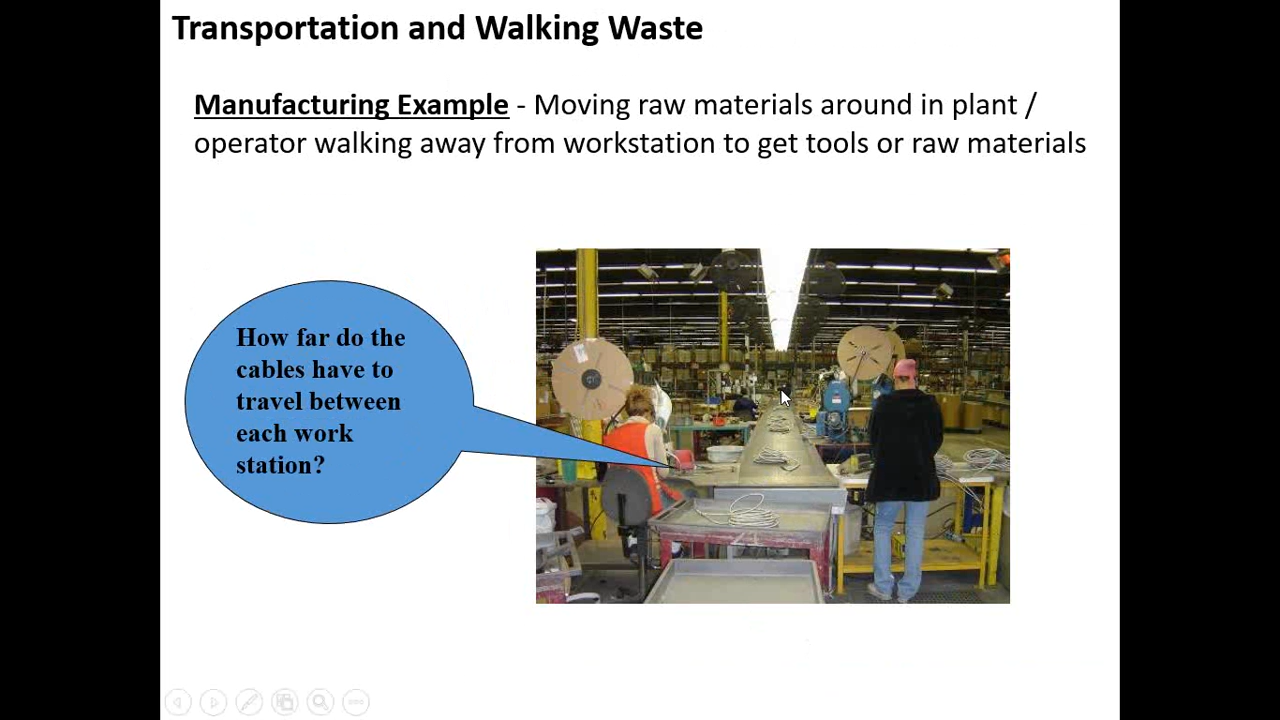 Transportation and Walking Waste
Manufacturing Example - Moving raw materials around in plant /
operator walking away from workstation to get tools or raw materials
How far do the
cables have to
travel between
each work
station?